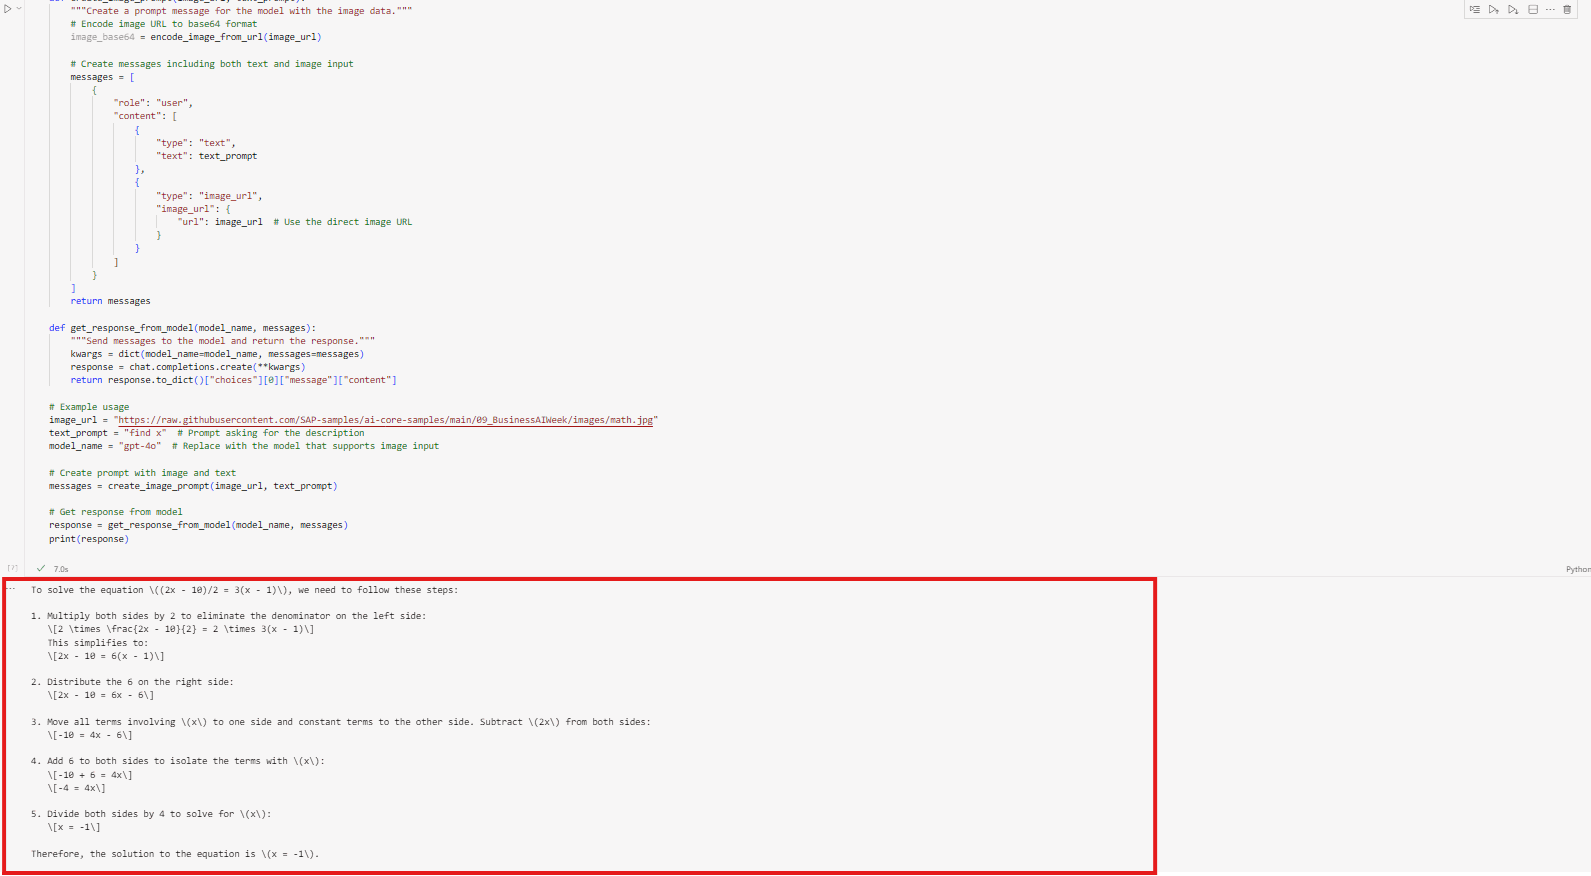 """Create a prompt message for the model with the image data."""
    # Encode image URL to base64 format
    image_base64 = encode_image_from_url(image_url)

    # Create messages including both text and image input
    messages = [
        {
            "role": "user",
            "content": [
                {
                    "type": "text",
                    "text": text_prompt
                },
                {
                    "type": "image_url",
                    "image_url": {
                        "url": image_url  # Use the direct image URL
                    }
                }
            ]
        }
    ]
    return messages

def get_response_from_model(model_name, messages):
    """Send messages to the model and return the response."""
    kwargs = dict(model_name=model_name, messages=messages)
    response = chat.completions.create(**kwargs)
    return response.to_dict()["choices"][0]["message"]["content"]

# Example usage
image_url = "https://raw.githubusercontent.com/SAP-samples/ai-core-samples/main/09_BusinessAIWeek/images/math.jpg"
text_prompt = "find x"  # Prompt asking for the description
model_name = "gpt-4o"  # Replace with the model that supports image input

# Create prompt with image and text
messages = create_image_prompt(image_url, text_prompt)

# Get response from model
response = get_response_from_model(model_name, messages)
print(response)

[7] 7.0s
Python
To solve the equation \((2x - 10)/2 = 3(x - 1)\), we need to follow these steps:

1. Multiply both sides by 2 to eliminate the denominator on the left side:
   \[2 \times \frac{2x - 10}{2} = 2 \times 3(x - 1)\]
   This simplifies to:
   \[2x - 10 = 6(x - 1)\]

2. Distribute the 6 on the right side:
   \[2x - 10 = 6x - 6\]

3. Move all terms involving \(x\) to one side and constant terms to the other side. Subtract \(2x\) from both sides:
   \[-10 = 4x - 6\]

4. Add 6 to both sides to isolate the terms with \(x\):
   \[-10 + 6 = 4x\]
   \[-4 = 4x\]

5. Divide both sides by 4 to solve for \(x\):
   \[x = -1\]

Therefore, the solution to the equation is \(x = -1\).